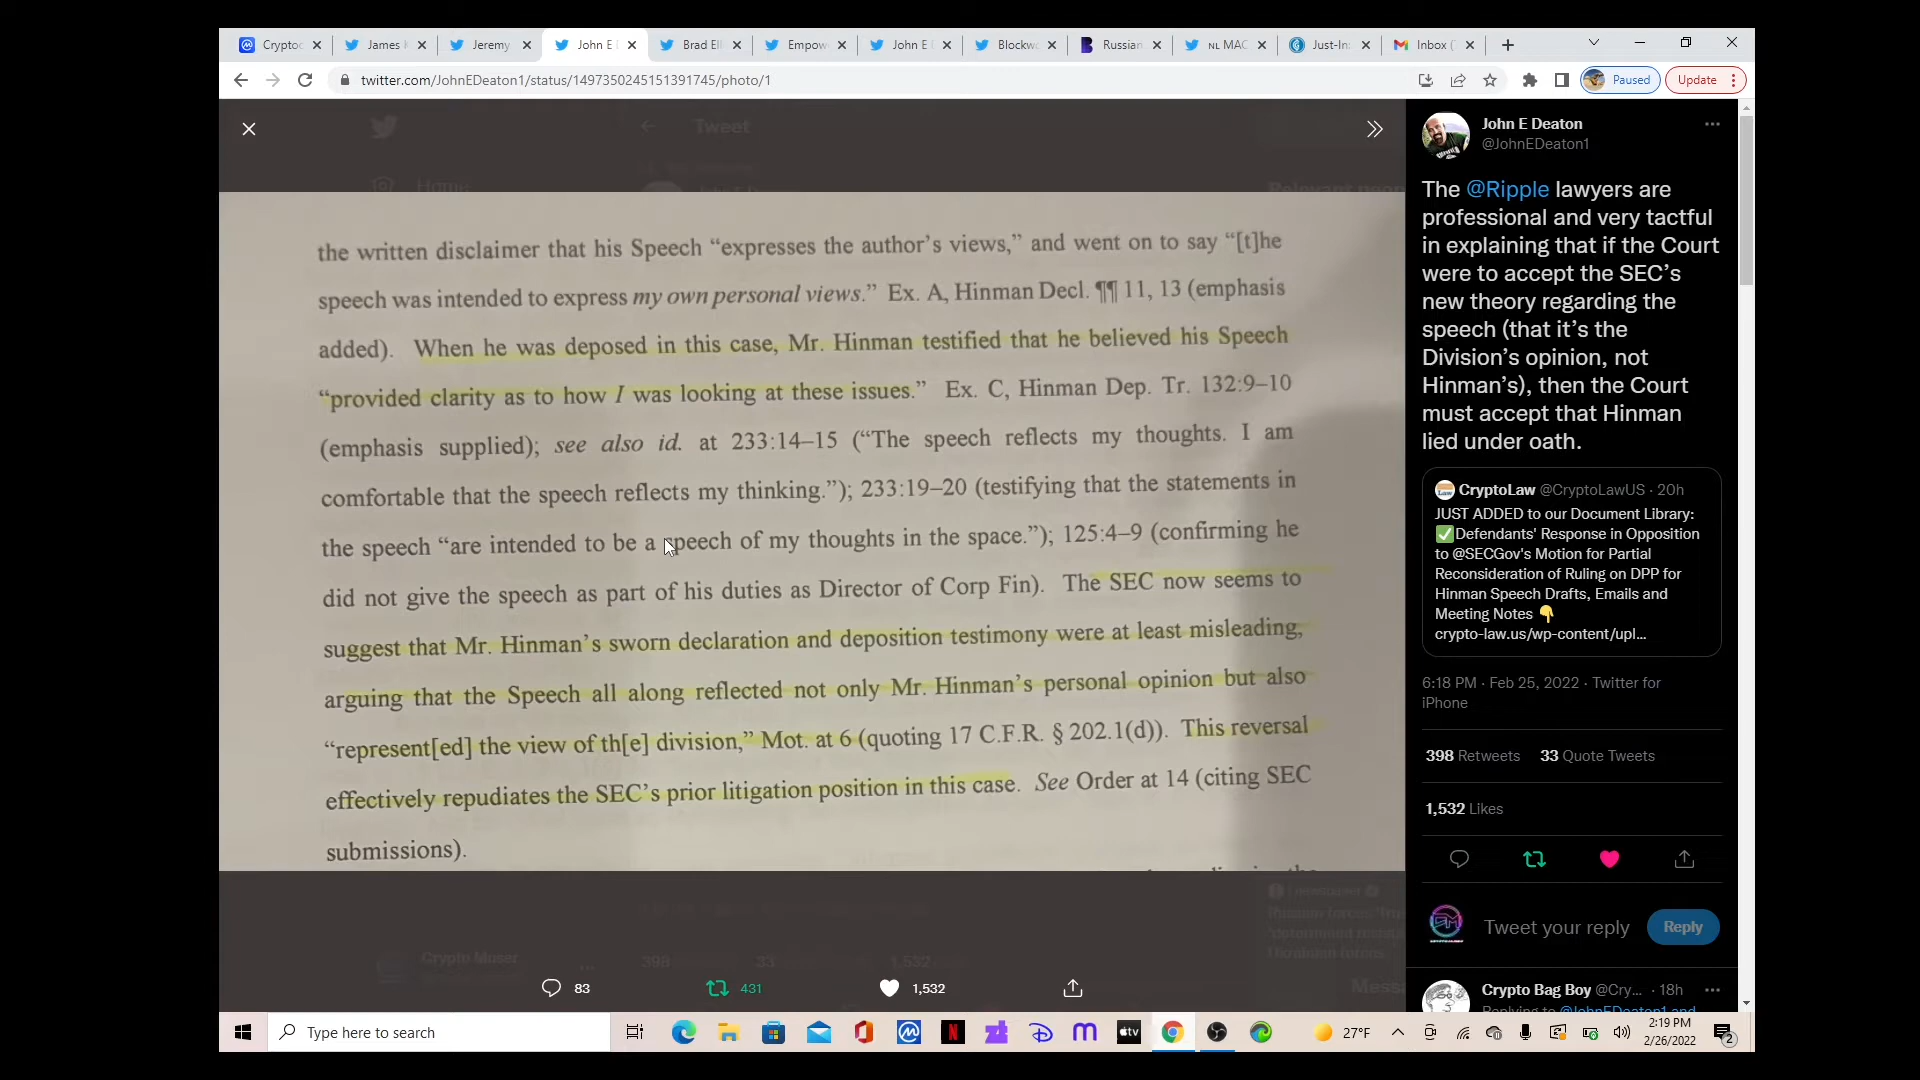 Cryptoc
James
Jeremy
John E
Brad Ell
Empow
John E
Blockwo
Russian
NL MAC
Just-In:
Inbox (
twitter.com/JohnEDeaton1/status/1497350245151391745/photo/1
Paused
Update
Tweet
Home
the written disclaimer that his Speech “expresses the author’s views,” and went on to say “[t]he
speech was intended to express my own personal views.” Ex. A, Hinman Decl. ¶¶ 11, 13 (emphasis
added). When he was deposed in this case, Mr. Hinman testified that he believed his Speech
“provided clarity as to how I was looking at these issues.” Ex. C, Hinman Dep. Tr. 132:9–10
(emphasis supplied); see also id. at 233:14–15 (“The speech reflects my thoughts. I am
comfortable that the speech reflects my thinking.”); 233:19–20 (testifying that the statements in
the speech “are intended to be a speech of my thoughts in the space.”); 125:4–9 (confirming he
did not give the speech as part of his duties as Director of Corp Fin). The SEC now seems to
suggest that Mr. Hinman’s sworn declaration and deposition testimony were at least misleading,
arguing that the Speech all along reflected not only Mr. Hinman’s personal opinion but also
“represent[ed] the view of th[e] division,” Mot. at 6 (quoting 17 C.F.R. § 202.1(d)). This reversal
effectively repudiates the SEC’s prior litigation position in this case. See Order at 14 (citing SEC
submissions).
Crypto Muser
398
33
1,532
83
431
1,532
John E Deaton
@JohnEDeaton1
The @Ripple lawyers are
professional and very tactful
in explaining that if the Court
were to accept the SEC’s
new theory regarding the
speech (that it’s the
Division’s opinion, not
Hinman’s), then the Court
must accept that Hinman
lied under oath.
CryptoLaw @CryptoLawUS · 20h
JUST ADDED to our Document Library:
✅Defendants' Response in Opposition
to @SECGov's Motion for Partial
Reconsideration of Ruling on DPP for
Hinman Speech Drafts, Emails and
Meeting Notes 👇
crypto-law.us/wp-content/upl...
6:18 PM · Feb 25, 2022 · Twitter for
iPhone
398 Retweets 33 Quote Tweets
1,532 Likes
Tweet your reply
Reply
Crypto Bag Boy @Cry... · 18h
Replying to @JohnEDeaton1 and
Type here to search
27°F
2:19 PM
2/26/2022
2